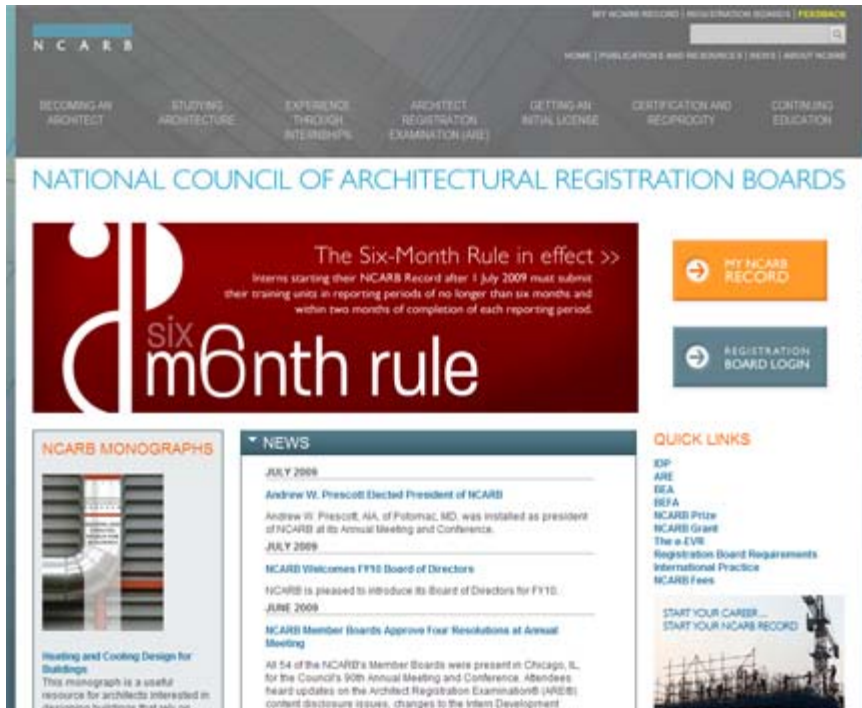 MY NCARB RECORD | REGISTRATION BOARDS | FEEDBACK
NCARB
HOME | PUBLICATIONS AND RESOURCES | NEWS | ABOUT NCARB
BECOMING AN ARCHITECT
STUDYING ARCHITECTURE
EXPERIENCE THROUGH INTERNSHIPS
ARCHITECT REGISTRATION EXAMINATION (ARE)
GETTING AN INITIAL LICENSE
CERTIFICATION AND RECIPROCITY
CONTINUING EDUCATION
NATIONAL COUNCIL OF ARCHITECTURAL REGISTRATION BOARDS
The Six-Month Rule in effect >>
Interns starting their NCARB Record after 1 July 2009 must submit
their training units in reporting periods of no longer than six months and
within two months of completion of each reporting period.
six
m6nth rule
MY NCARB
RECORD
REGISTRATION
BOARD LOGIN
NCARB MONOGRAPHS
Heating and Cooling Design for
Buildings
This monograph is a useful
resource for architects interested in
designing buildings that rely on
NEWS
JULY 2009
Andrew W. Prescott Elected President of NCARB
Andrew W. Prescott, AIA, of Potomac, MD, was installed as president
of NCARB at its Annual Meeting and Conference.
JULY 2009
NCARB Welcomes FY10 Board of Directors
NCARB is pleased to introduce its Board of Directors for FY10.
JUNE 2009
NCARB Member Boards Approve Four Resolutions at Annual
Meeting
All 54 of the NCARB's Member Boards were present in Chicago, IL,
for the Council's 90th Annual Meeting and Conference. Attendees
heard updates on the Architect Registration Examination® (ARE®)
content disclosure issues, changes to the Intern Development
QUICK LINKS
IDP
ARE
BEA
BEFA
NCARB Prize
NCARB Grant
The e-EVR
Registration Board Requirements
International Practice
NCARB Fees
START YOUR CAREER...
START YOUR NCARB RECORD